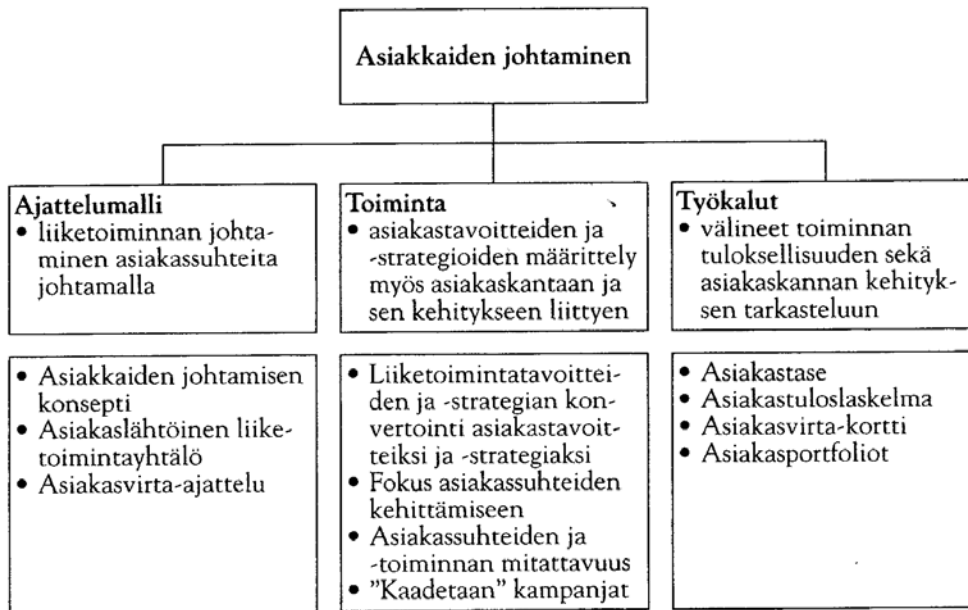 Asiakkaiden johtaminen
Ajattelumalli
• liiketoiminnan johta-
minen asiakassuhteita
johtamalla
Toiminta
• asiakastavoitteiden ja
-strategioiden määrittely
myös asiakaskantaan ja
sen kehitykseen liittyen
Työkalut
• välineet toiminnan
tuloksellisuuden sekä
asiakaskannan kehityk-
sen tarkasteluun
• Asiakkaiden johtamisen
konsepti
• Asiakaslähtöinen liike-
toimintayhtälö
• Asiakasvirta-ajattelu
• Liiketoimintatavoittei-
den ja -strategian kon-
vertointi asiakastavoit-
teiksi ja -strategiaksi
• Fokus asiakassuhteiden
kehittämiseen
• Asiakassuhteiden ja
-toiminnan mitattavuus
• ”Kaadetaan” kampanjat
• Asiakastase
• Asiakastuloslaskelma
• Asiakasvirta-kortti
• Asiakasportfoliot